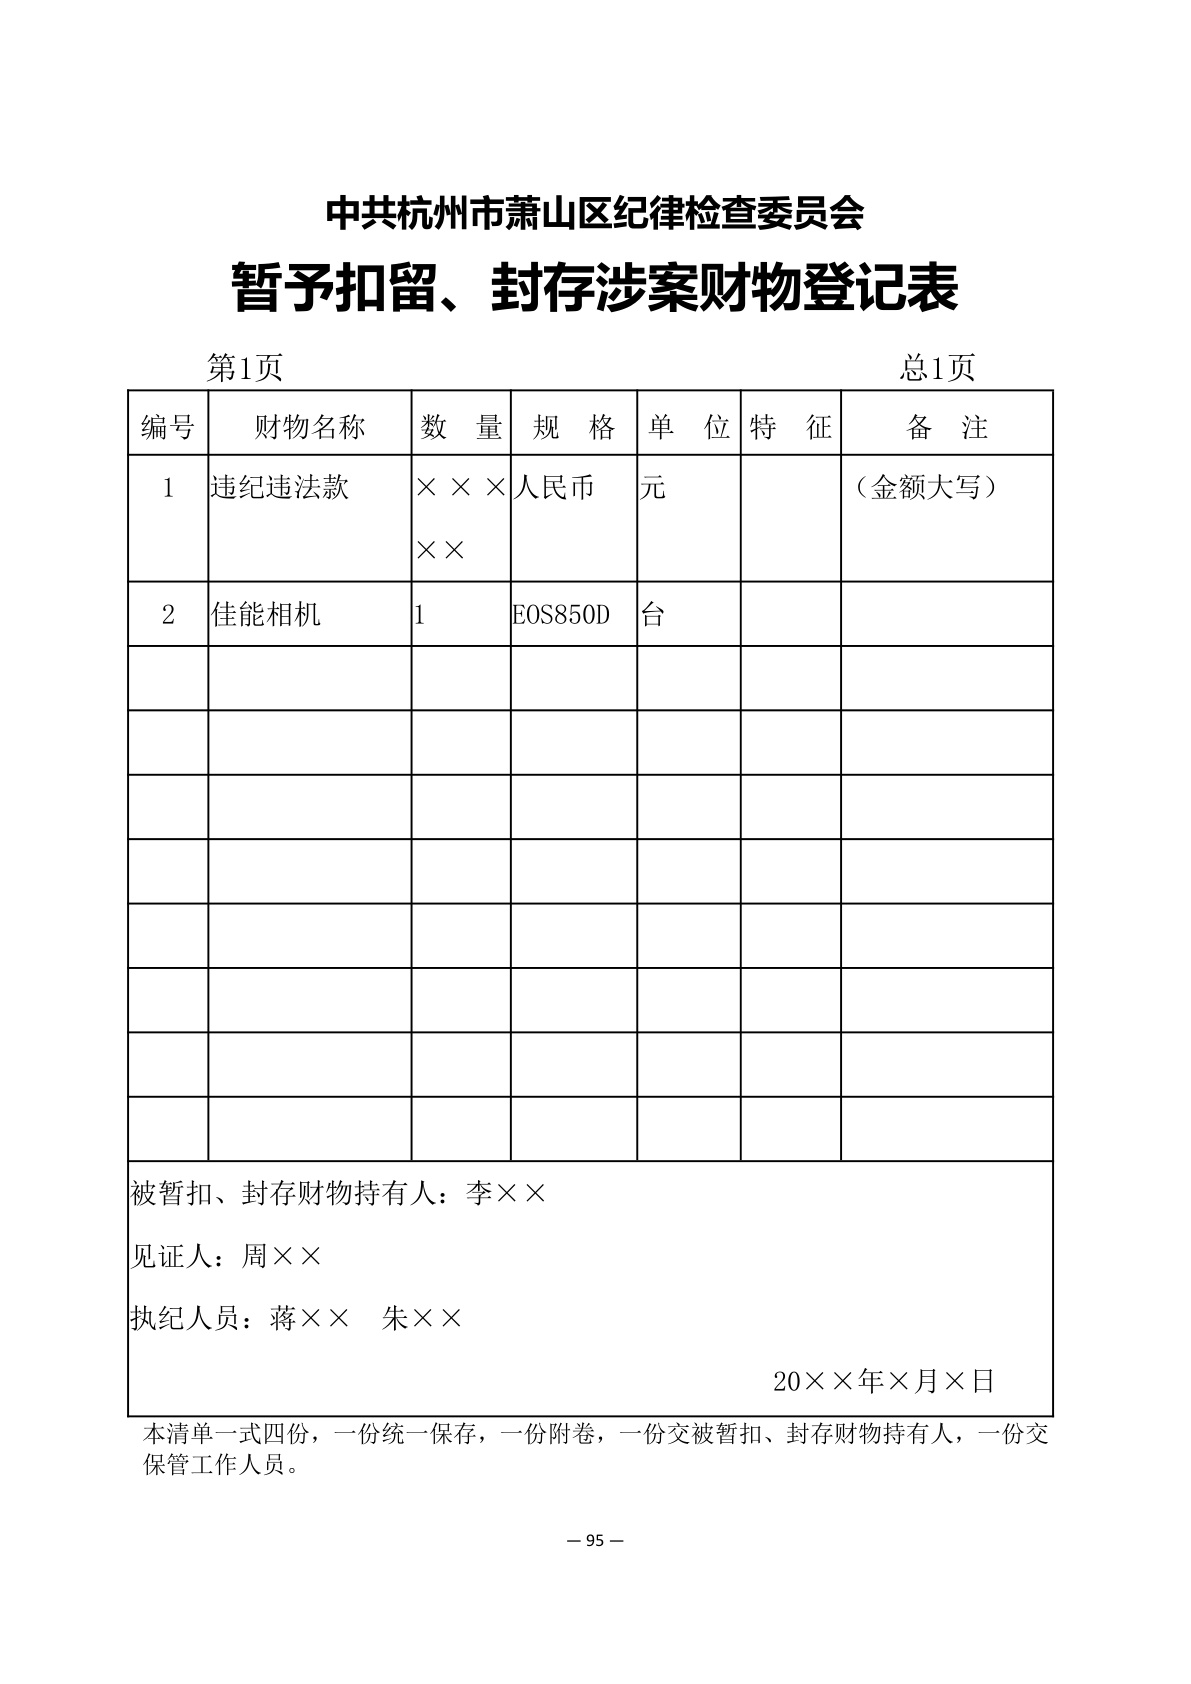 中共杭州市萧山区纪律检查委员会
暂予扣留、封存涉案财物登记表
第1页 总1页
编号 财物名称 数 量 规 格 单 位 特 征 备 注
1 违纪违法款 ××× 人民币 元 （金额大写）
××
2 佳能相机 1 EOS850D 台
被暂扣、封存财物持有人：李××
见证人：周××
执纪人员：蒋×× 朱××
20××年×月×日
本清单一式四份，一份统一保存，一份附卷，一份交被暂扣、封存财物持有人，一份交
保管工作人员。
— 95 —